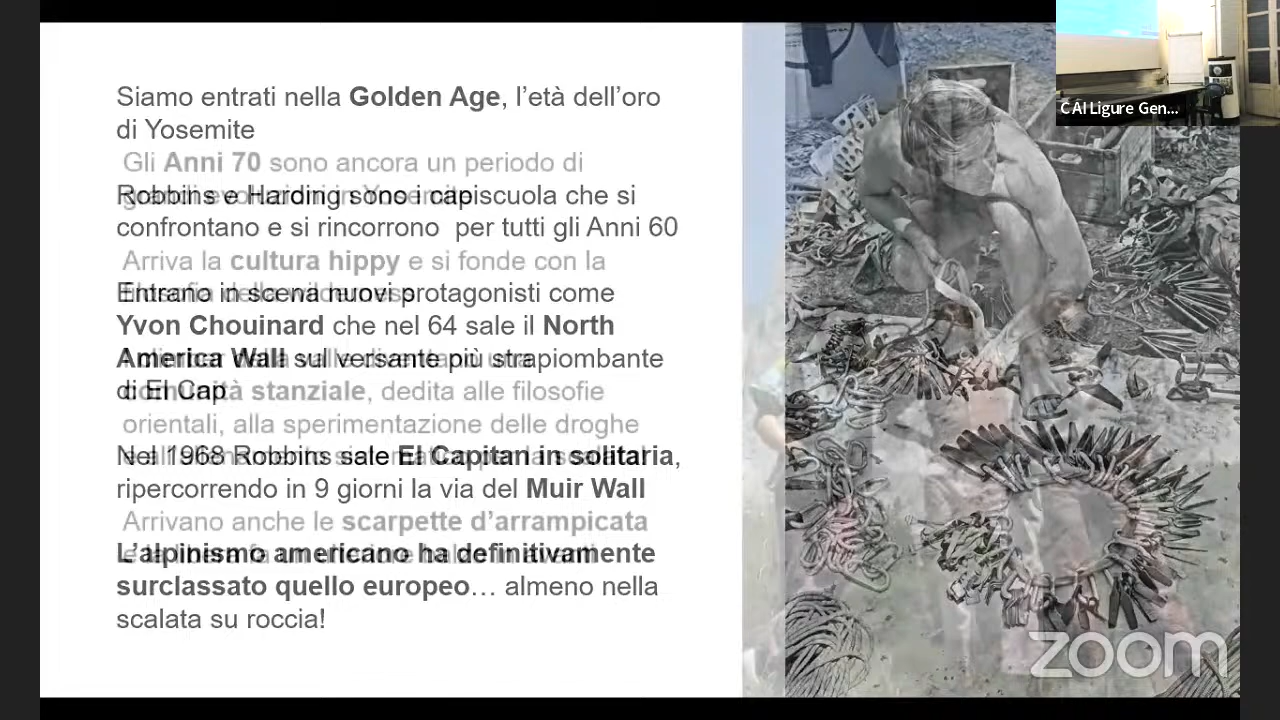 Siamo entrati nella Golden Age, l’età dell’oro
di Yosemite
Gli Anni 70 sono ancora un periodo di
Robbins e Harding sono i capiscuola che si
confrontano e si rincorrono per tutti gli Anni 60
Arriva la cultura hippy e si fonde con la
Entrano in scena nuovi protagonisti come
Yvon Chouinard che nel 64 sale il North
America Wall sul versante più strapiombante
di El Cap
comunità stanziale, dedita alle filosofie
orientali, alla sperimentazione delle droghe
Nel 1968 Robbins sale El Capitan in solitaria,
ripercorrendo in 9 giorni la via del Muir Wall
Arrivano anche le scarpette d’arrampicata
L’alpinismo americano ha definitivamente
surclassato quello europeo… almeno nella
scalata su roccia!
CAI Ligure Gen...
zoom